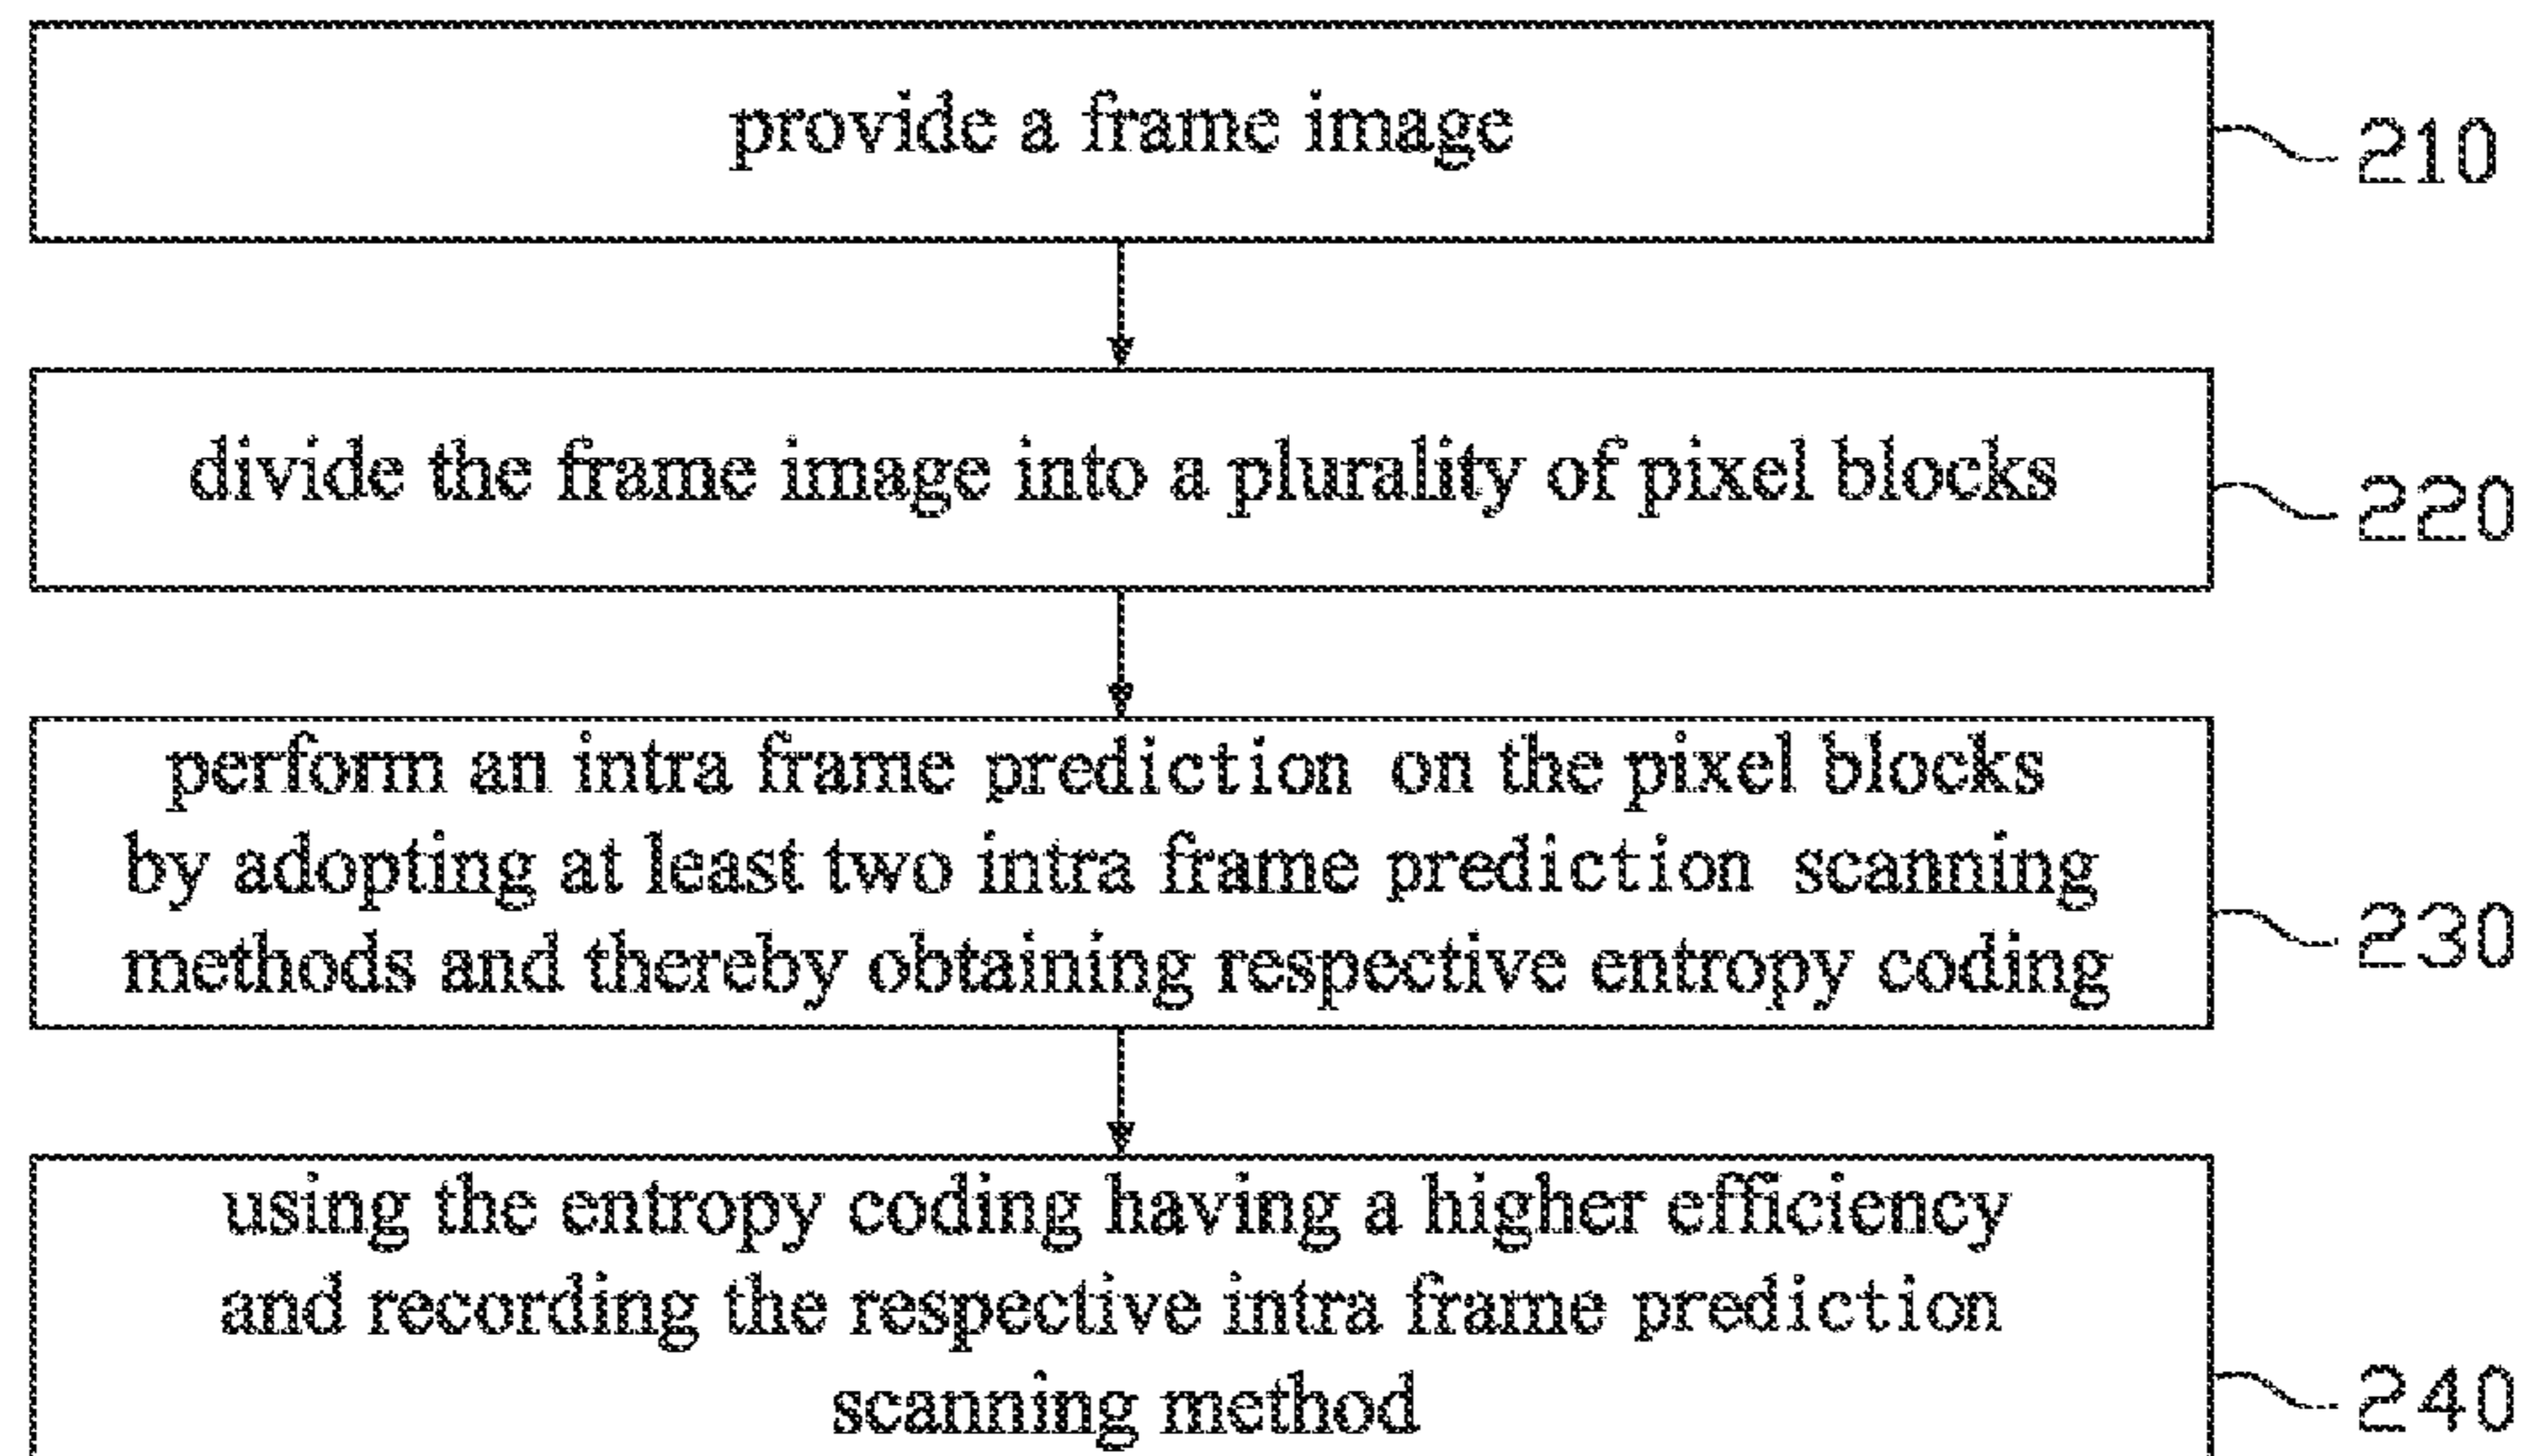 provide a frame image
210
divide the frame image into a plurality of pixel blocks
220
perform an intra frame prediction on the pixel blocks
by adopting at least two intra frame prediction scanning
methods and thereby obtaining respective entropy coding
230
using the entropy coding having a higher efficiency
and recording the respective intra frame prediction
scanning method
240